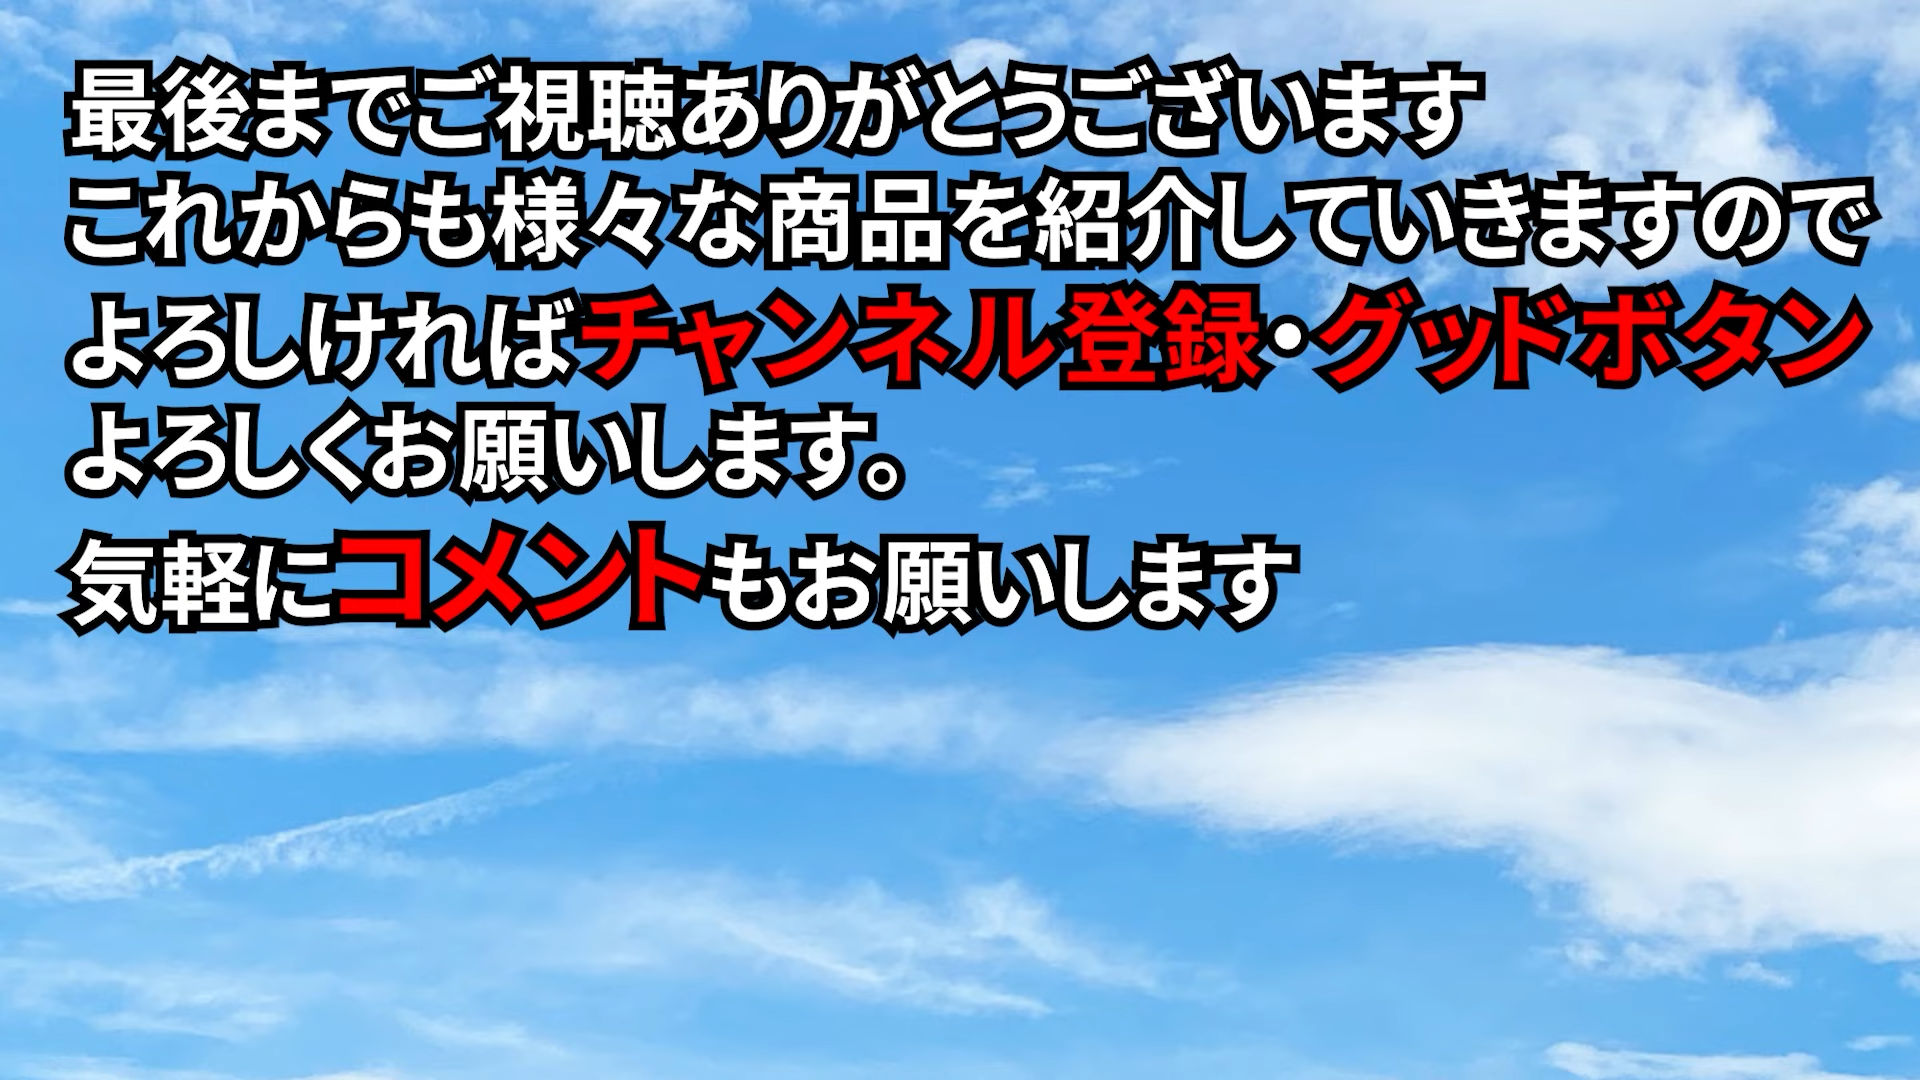 最後までご視聴ありがとうございます
これからも様々な商品を紹介していきますので
よろしければチャンネル登録・グッドボタン
よろしくお願いします。
気軽にコメントもお願いします